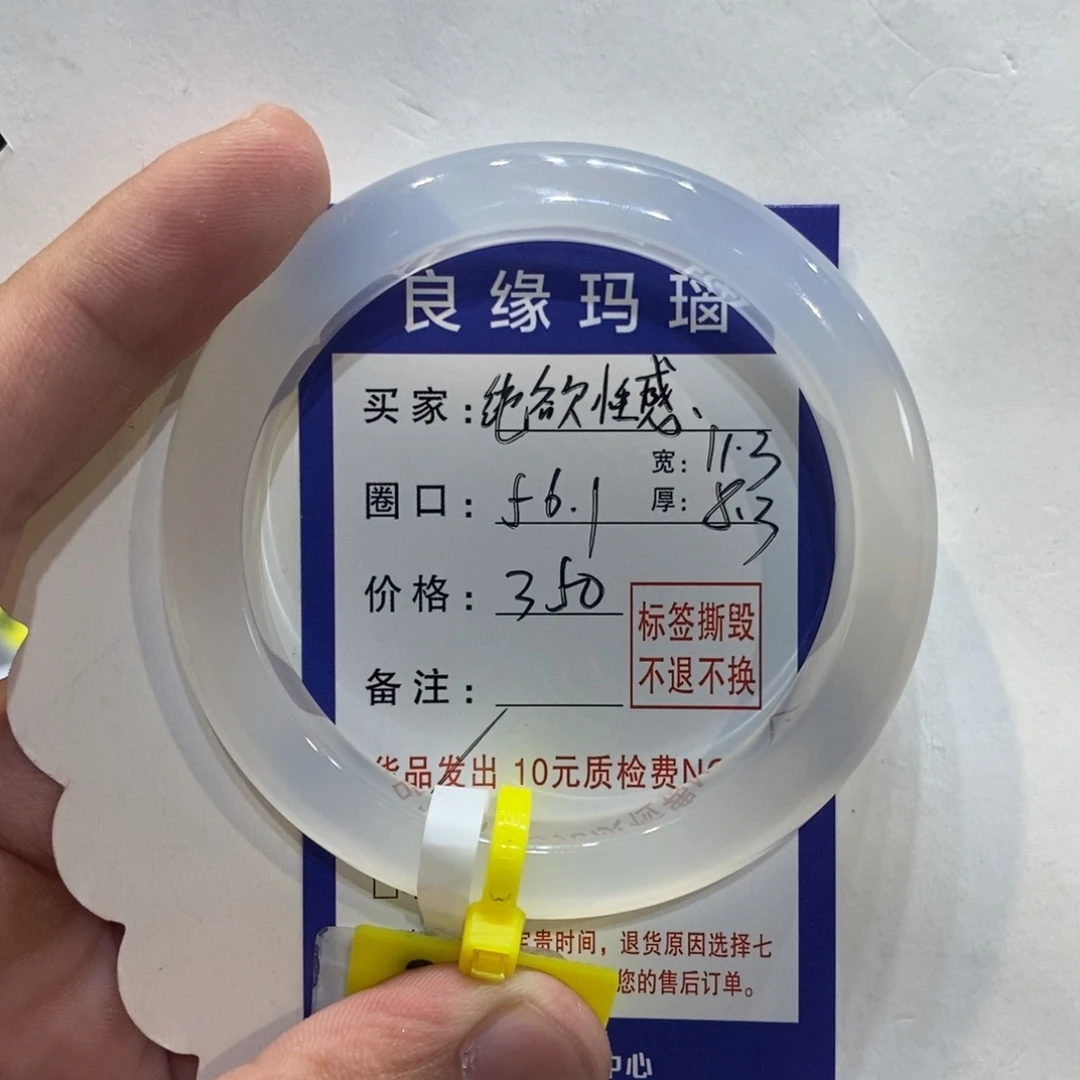 良缘玛瑙
买家：绝欲性感、
宽：11.3
圈口：56.1 厚：8.3
价格：350
标签撕毁
不退不换
备注：
货品发出 10元质检费
贵时间，退货原因选择七
您的售后订单。
中心